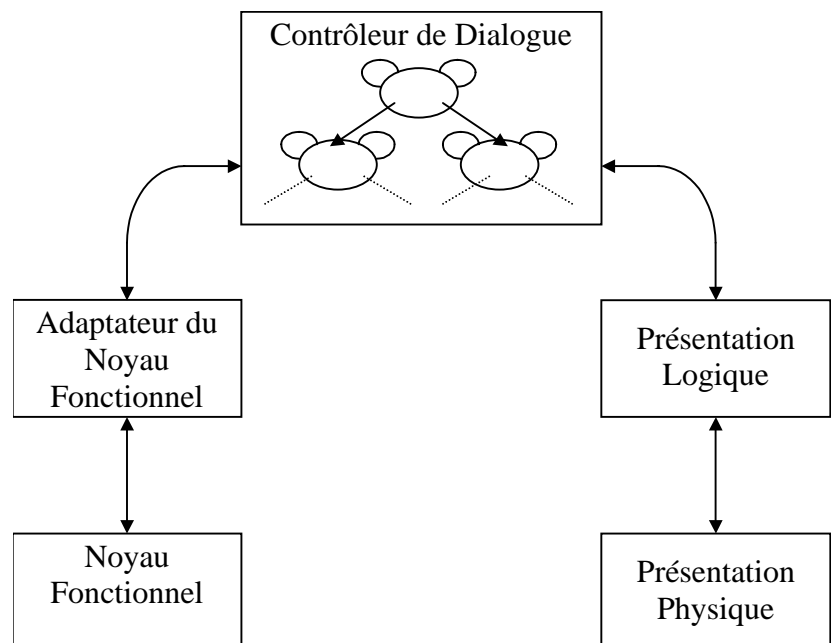 Contrôleur de Dialogue
Adaptateur du
Noyau
Fonctionnel
Présentation
Logique
Noyau
Fonctionnel
Présentation
Physique